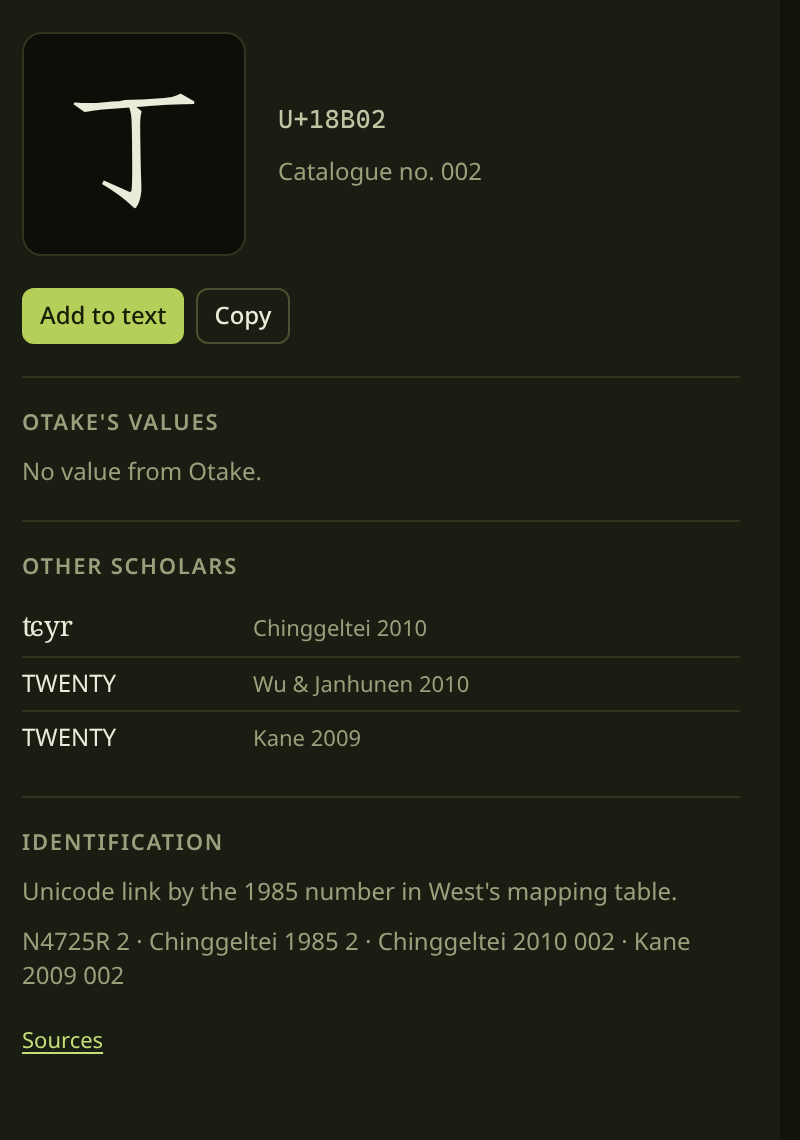 𘬂
U+18B02
Catalogue no. 002
Add to text
Copy
OTAKE'S VALUES
No value from Otake.
OTHER SCHOLARS
ʨyr Chinggeltei 2010
TWENTY Wu & Janhunen 2010
TWENTY Kane 2009
IDENTIFICATION
Unicode link by the 1985 number in West's mapping table.
N4725R 2 · Chinggeltei 1985 2 · Chinggeltei 2010 002 · Kane
2009 002
Sources